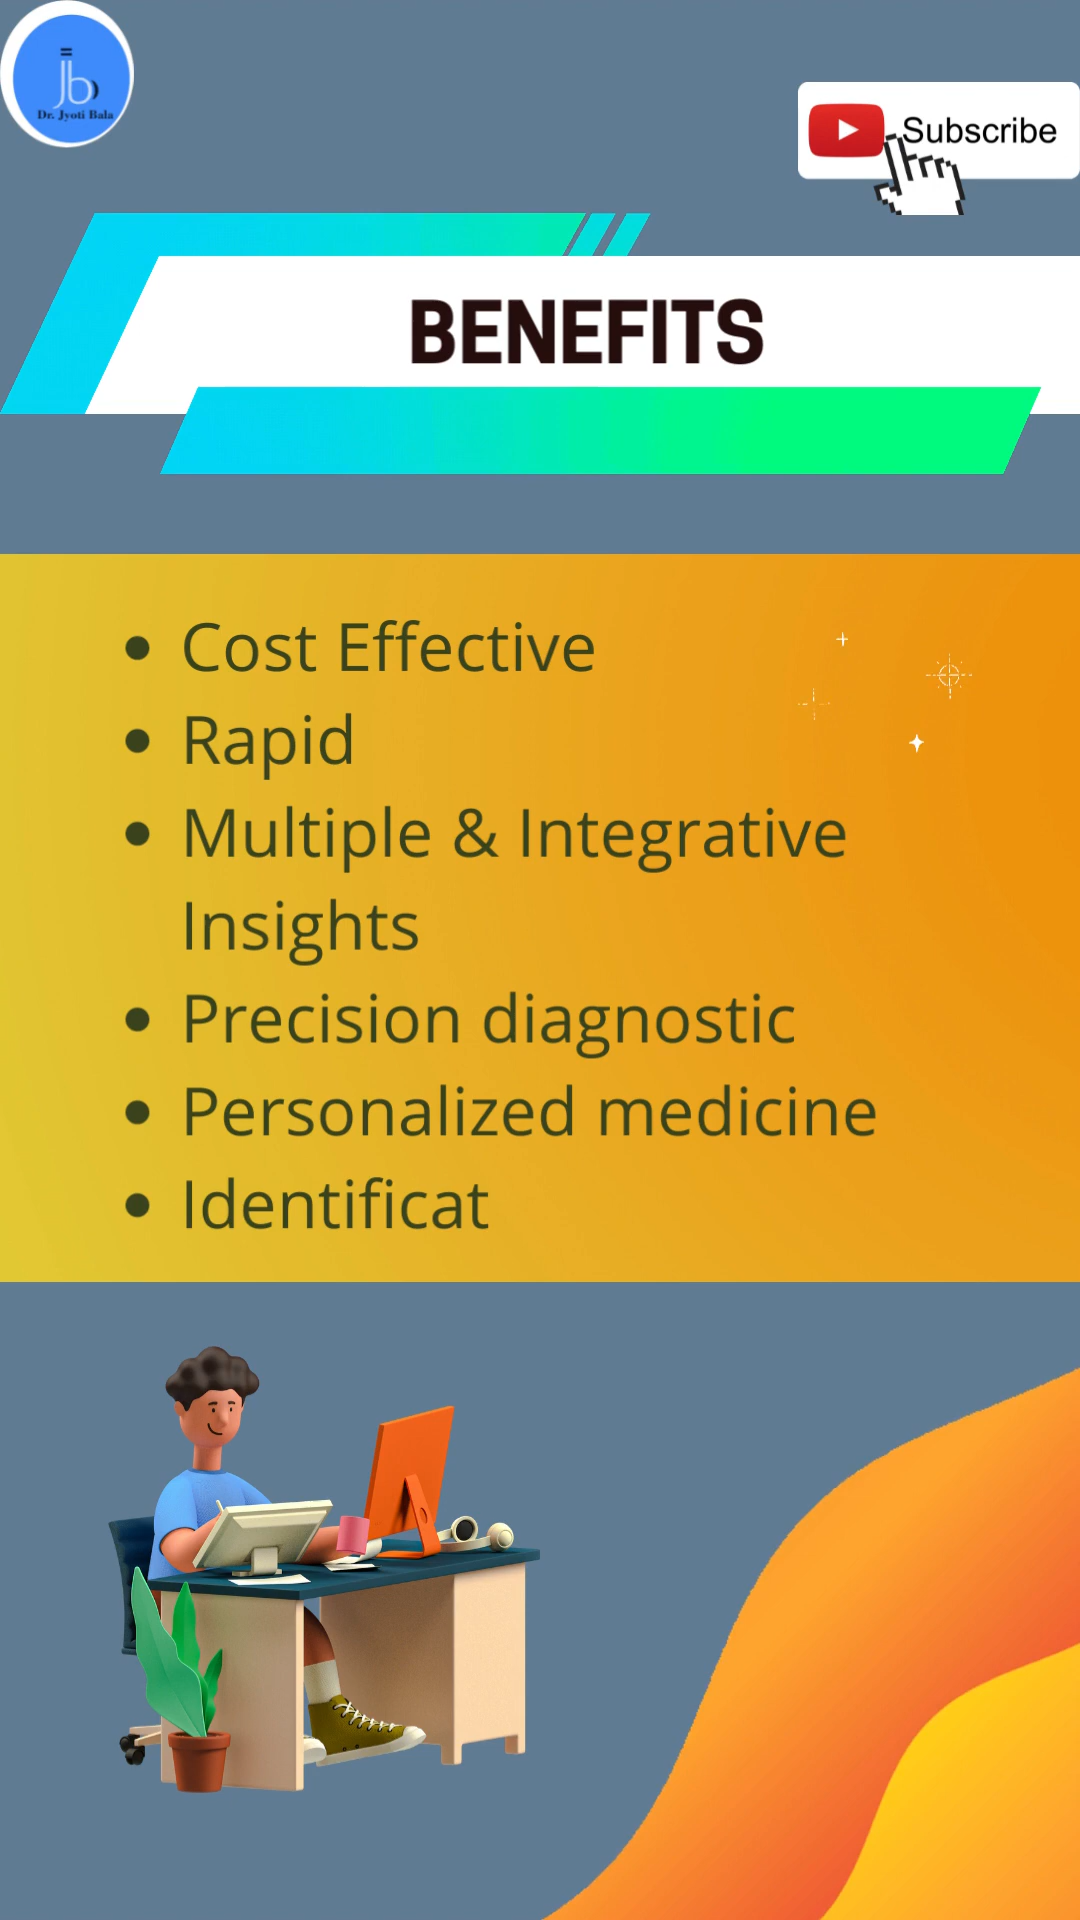 Dr. Jyoti Bala
Subscribe
BENEFITS
• Cost Effective
• Rapid
• Multiple & Integrative
Insights
• Precision diagnostic
• Personalized medicine
• Identificat